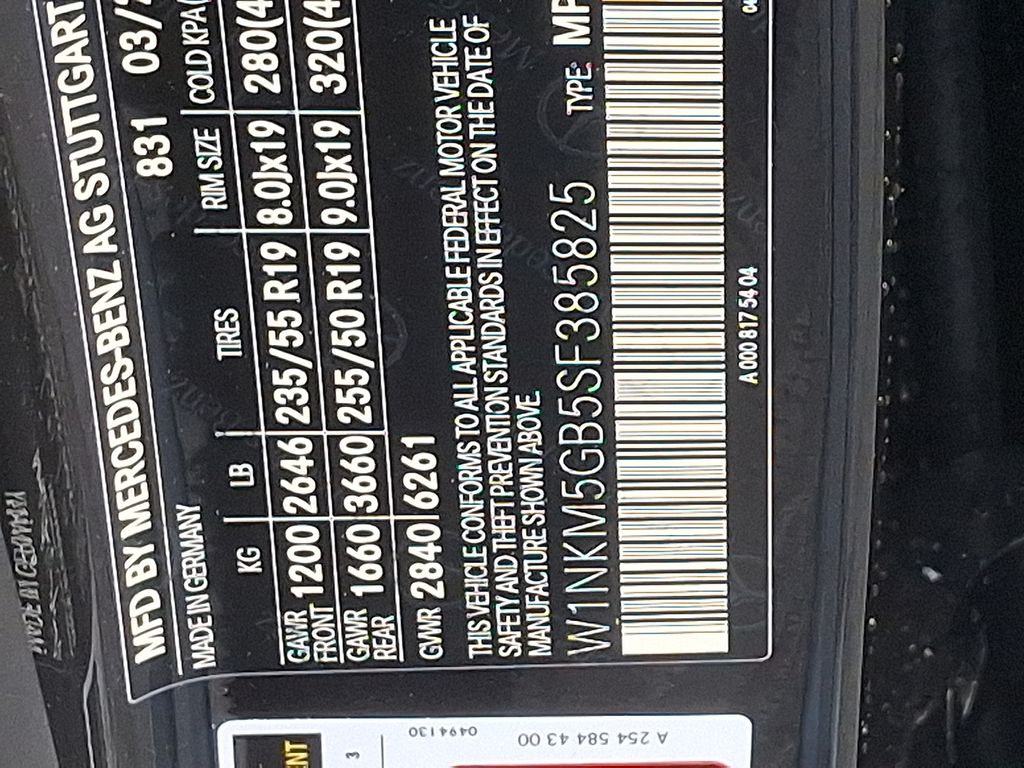 MFD BY MERCEDES-BENZ AG STUTTGART
MADE IN GERMANY 831 03/
KG LB TIRES RIM SIZE COLD KPA(
GAWR FRONT 1200 2646 235/55 R19 8.0Jx19 280(4
GAWR REAR 1660 3660 255/50 R19 9.0Jx19 320(4
GVWR 2840 6261
THIS VEHICLE CONFORMS TO ALL APPLICABLE FEDERAL MOTOR VEHICLE
SAFETY AND THEFT PREVENTION STANDARDS IN EFFECT ON THE DATE OF
MANUFACTURE SHOWN ABOVE.
W1NKM5GB5SF385825 TYPE: MP
A 000 817 54 04 04
A 254 584 43 00
0494130
3
ENT